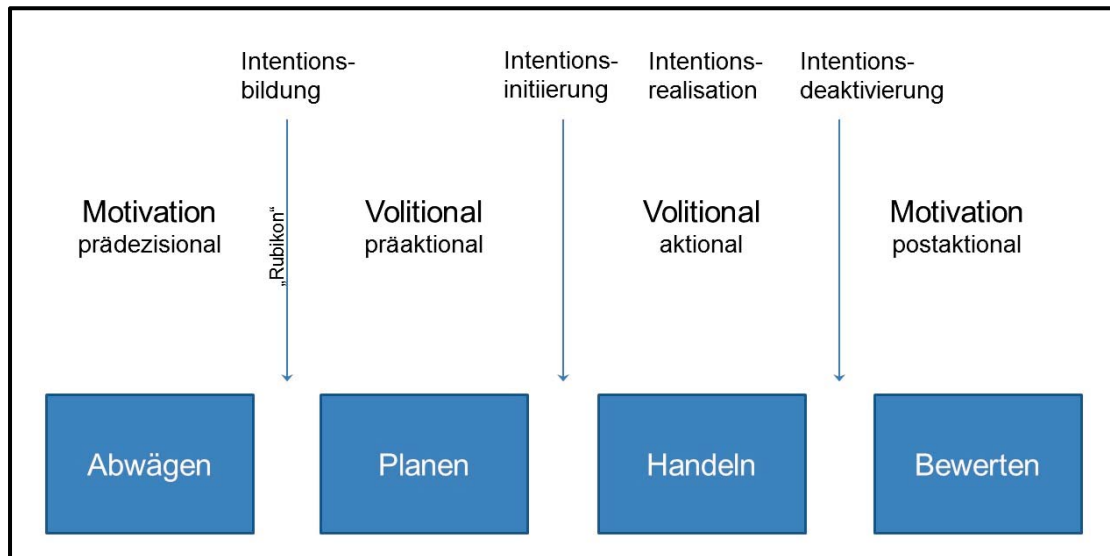 Intentions-
bildung
Intentions-
initiierung
Intentions-
realisation
Intentions-
deaktivierung
Motivation
prädezisional
„Rubikon“
Volitional
präaktional
Volitional
aktional
Motivation
postaktional
Abwägen
Planen
Handeln
Bewerten